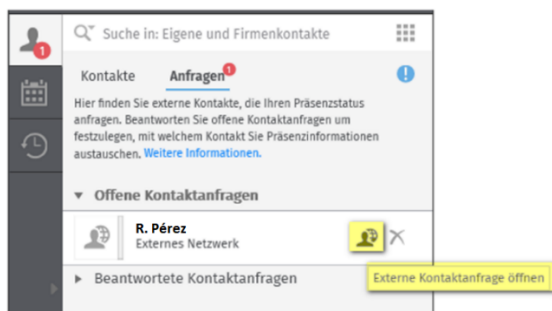 1
Suche in: Eigene und Firmenkontakte
Kontakte Anfragen 1 !
Hier finden Sie externe Kontakte, die Ihren Präsenzstatus
anfragen. Beantworten Sie offene Kontaktanfragen um
festzulegen, mit welchem Kontakt Sie Präsenzinformationen
austauschen. Weitere Informationen.
Offene Kontaktanfragen
R. Pérez
Externes Netzwerk
Beantwortete Kontaktanfragen
Externe Kontaktanfrage öffnen